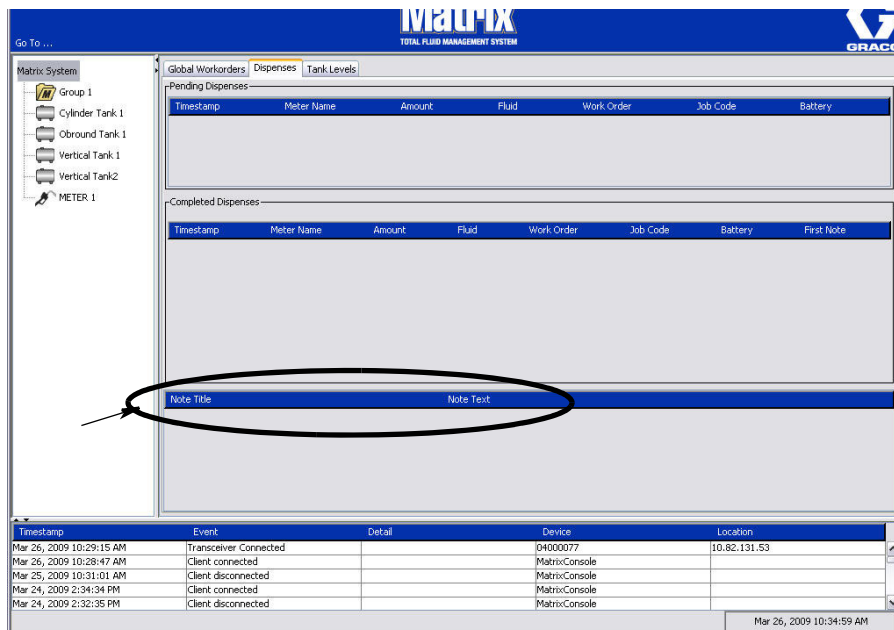 Matrix
TOTAL FLUID MANAGEMENT SYSTEM
G
GRACO
Go To ...
Matrix System
M
Group 1
Cylinder Tank 1
Obround Tank 1
Vertical Tank 1
Vertical Tank2
METER 1
Global Workorders Dispenses Tank Levels
Pending Dispenses
Timestamp Meter Name Amount Fluid Work Order Job Code Battery
Completed Dispenses
Timestamp Meter Name Amount Fluid Work Order Job Code Battery First Note
Note Title Note Text
Timestamp Event Detail Device Location
Mar 26, 2009 10:29:15 AM Transceiver Connected 04000077 10.82.131.53
Mar 26, 2009 10:28:47 AM Client connected MatrixConsole
Mar 25, 2009 10:31:01 AM Client disconnected MatrixConsole
Mar 24, 2009 2:34:34 PM Client connected MatrixConsole
Mar 24, 2009 2:32:35 PM Client disconnected MatrixConsole
Mar 26, 2009 10:34:59 AM